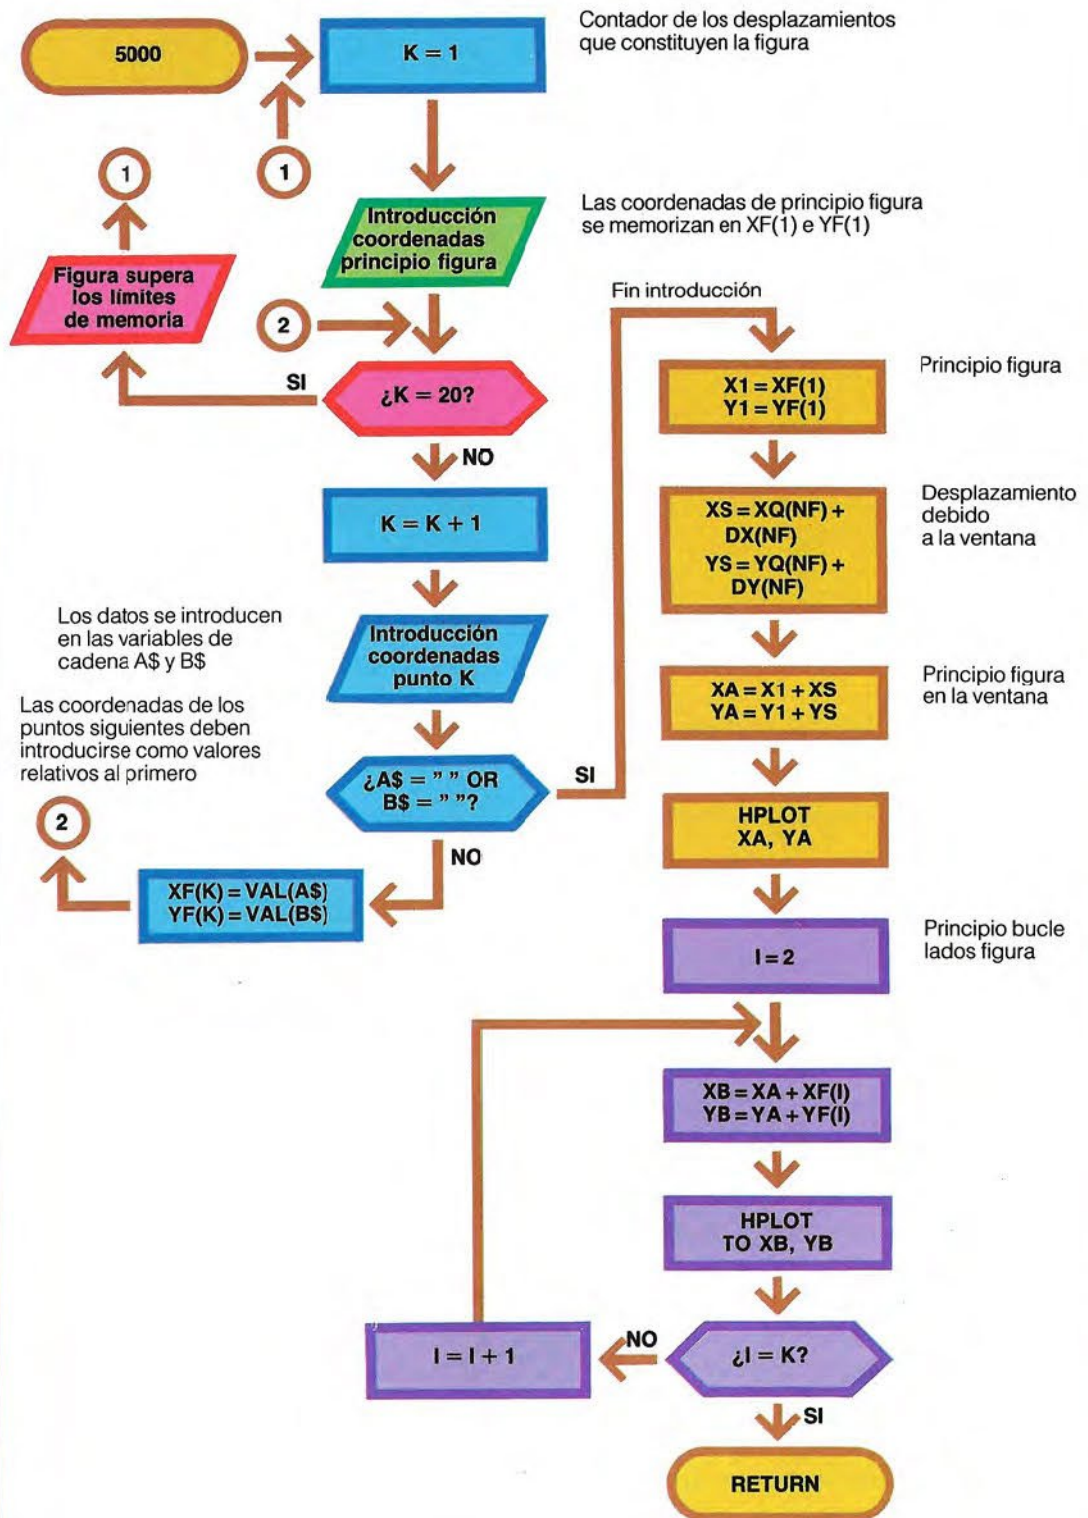 5000
K = 1
Contador de los desplazamientos
que constituyen la figura
1
1
Introducción
coordenadas
principio figura
Las coordenadas de principio figura
se memorizan en XF(1) e YF(1)
Figura supera
los límites
de memoria
2
SI
¿K = 20?
NO
K = K + 1
Los datos se introducen
en las variables de
cadena A$ y B$
Introducción
coordenadas
punto K
Las coordenadas de los
puntos siguientes deben
introducirse como valores
relativos al primero
¿A$ = " " OR
B$ = " "?
SI
NO
2
XF(K) = VAL(A$)
YF(K) = VAL(B$)
Fin introducción
X1 = XF(1)
Y1 = YF(1)
Principio figura
XS = XQ(NF) +
DX(NF)
YS = YQ(NF) +
DY(NF)
Desplazamiento
debido
a la ventana
XA = X1 + XS
YA = Y1 + YS
Principio figura
en la ventana
HPLOT
XA, YA
I = 2
Principio bucle
lados figura
XB = XA + XF(I)
YB = YA + YF(I)
HPLOT
TO XB, YB
¿I = K?
NO
I = I + 1
SI
RETURN